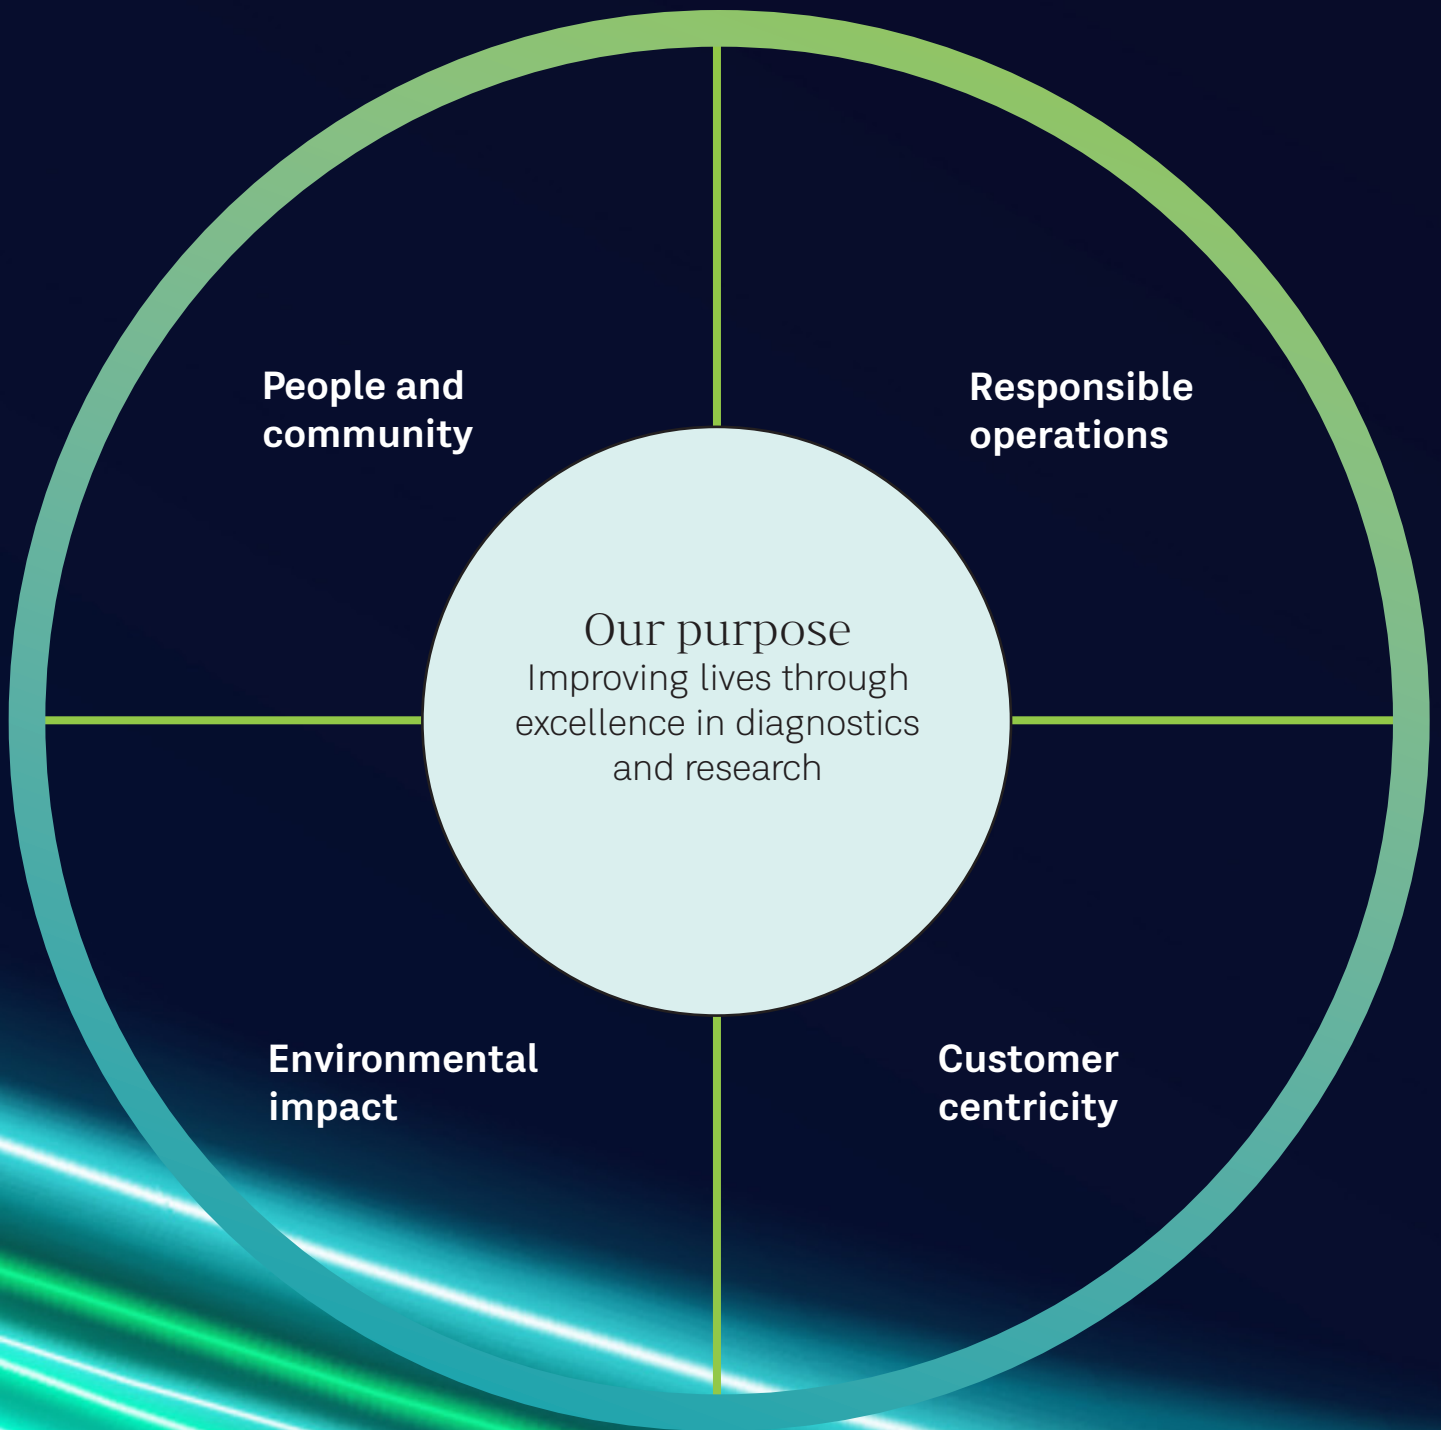 People and
community
Responsible
operations
Our purpose
Improving lives through
excellence in diagnostics
and research
Environmental
impact
Customer
centricity